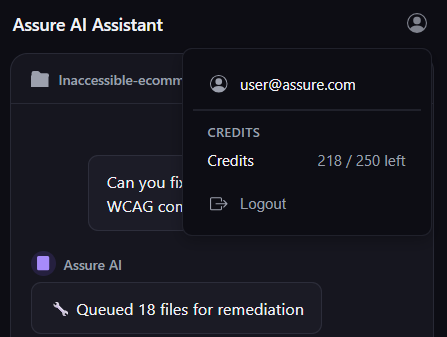 Assure AI Assistant
Inaccessible-ecomm
user@assure.com
CREDITS
Credits 218 / 250 left
Logout
Can you fix
WCAG com
Assure AI
🔧 Queued 18 files for remediation